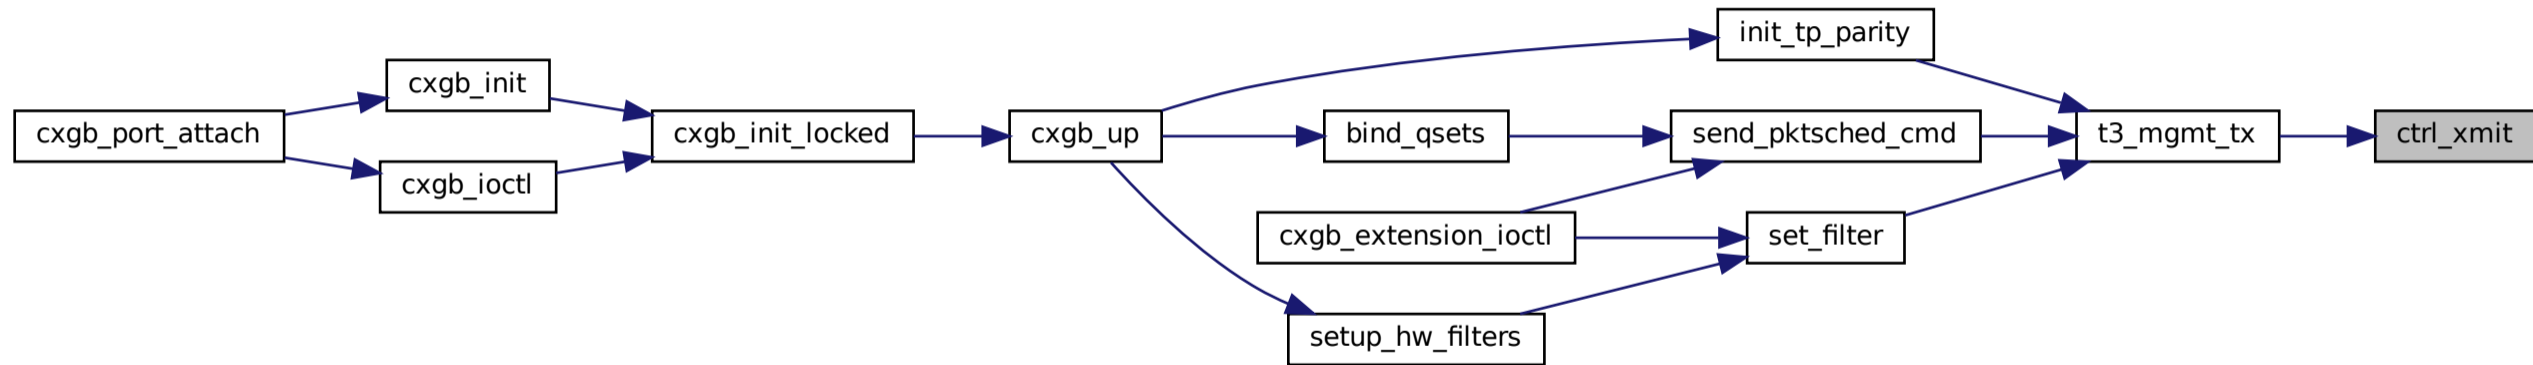 init_tp_parity
cxgb_init
cxgb_port_attach
cxgb_init_locked
cxgb_up
bind_qsets
send_pktsched_cmd
t3_mgmt_tx
ctrl_xmit
cxgb_ioctl
cxgb_extension_ioctl
set_filter
setup_hw_filters